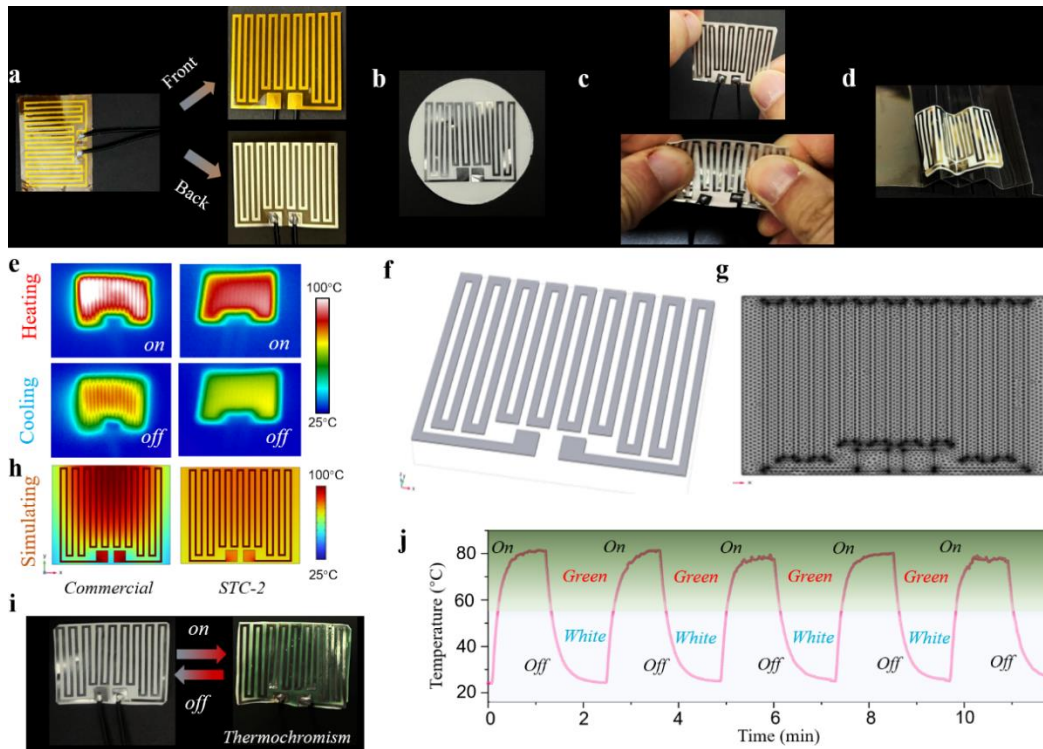 a
Front
Back
b
c
d
e
Heating
on
on
100°C
25°C
Cooling
off
off
f
g
h
Simulating
100°C
25°C
Commercial
STC-2
i
on
off
Thermochromism
j
Temperature (°C)
80
60
40
20
On
On
On
On
On
Green
Green
Green
Green
White
White
White
White
Off
Off
Off
Off
Off
0
2
4
6
8
10
Time (min)